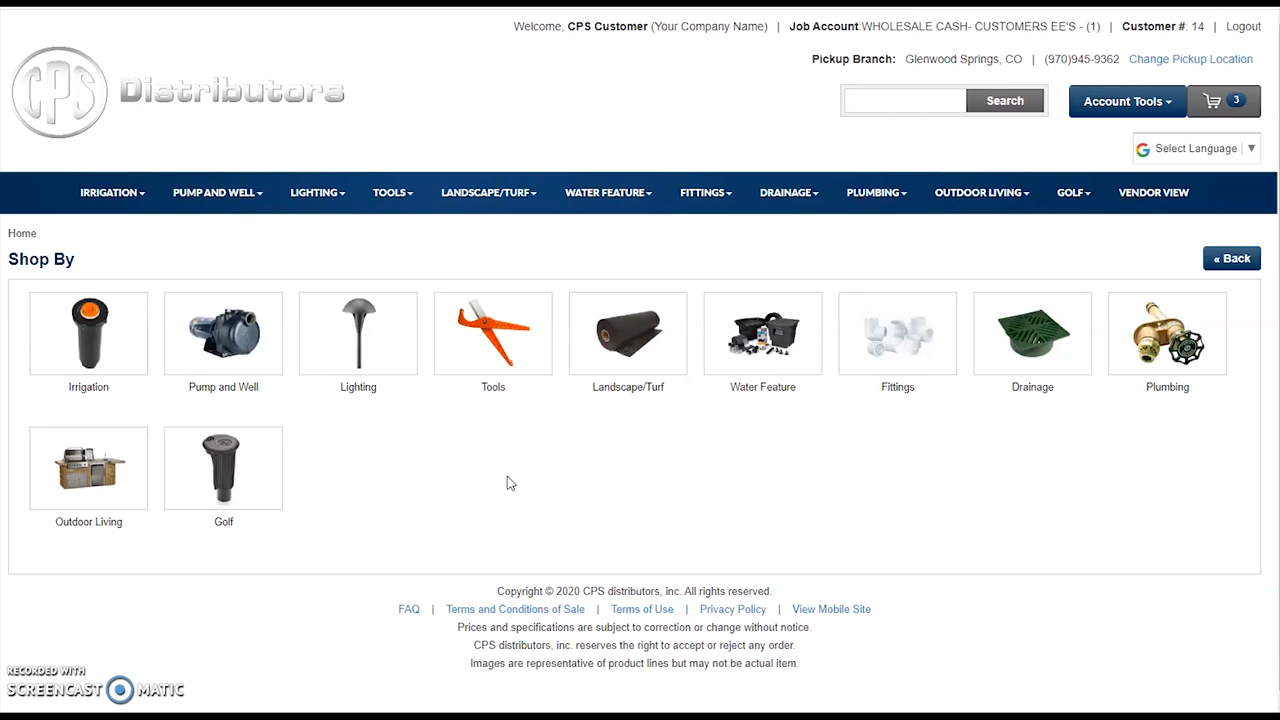 Welcome, CPS Customer (Your Company Name) | Job Account:WHOLESALE CASH- CUSTOMERS EE'S - (1) | Customer #: 14 | Logout
Pickup Branch: Glenwood Springs, CO | (970)945-9362 Change Pickup Location
CPS Distributors
Search
Account Tools
3
Select Language
IRRIGATION PUMP AND WELL LIGHTING TOOLS LANDSCAPE/TURF WATER FEATURE FITTINGS DRAINAGE PLUMBING OUTDOOR LIVING GOLF VENDOR VIEW
Home
Shop By
« Back
Irrigation Pump and Well Lighting Tools Landscape/Turf Water Feature Fittings Drainage Plumbing
Outdoor Living Golf
Copyright © 2020 CPS distributors, inc. All rights reserved.
FAQ | Terms and Conditions of Sale | Terms of Use | Privacy Policy | View Mobile Site
Prices and specifications are subject to correction or change without notice.
CPS distributors, inc. reserves the right to accept or reject any order.
Images are representative of product lines but may not be actual item.
RECORDED WITH
SCREENCAST MATIC